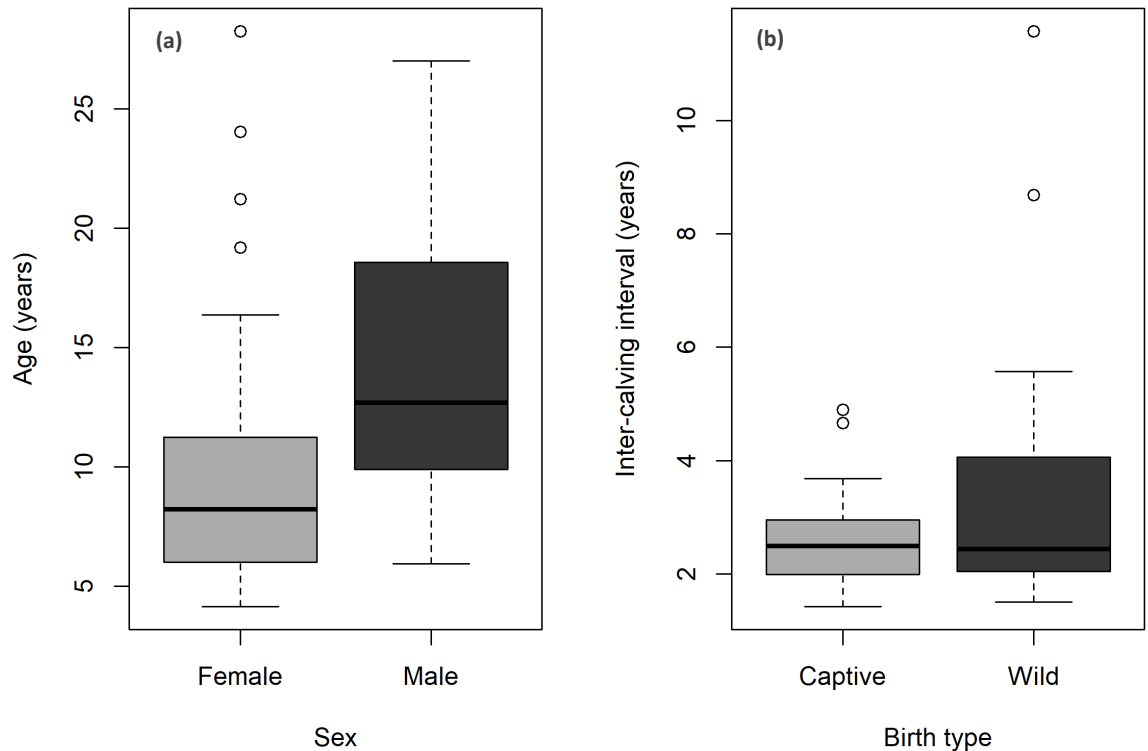 (a)
Age (years)
25
20
15
10
5
Female Male
Sex
(b)
Inter-calving interval (years)
10
8
6
4
2
Captive Wild
Birth type